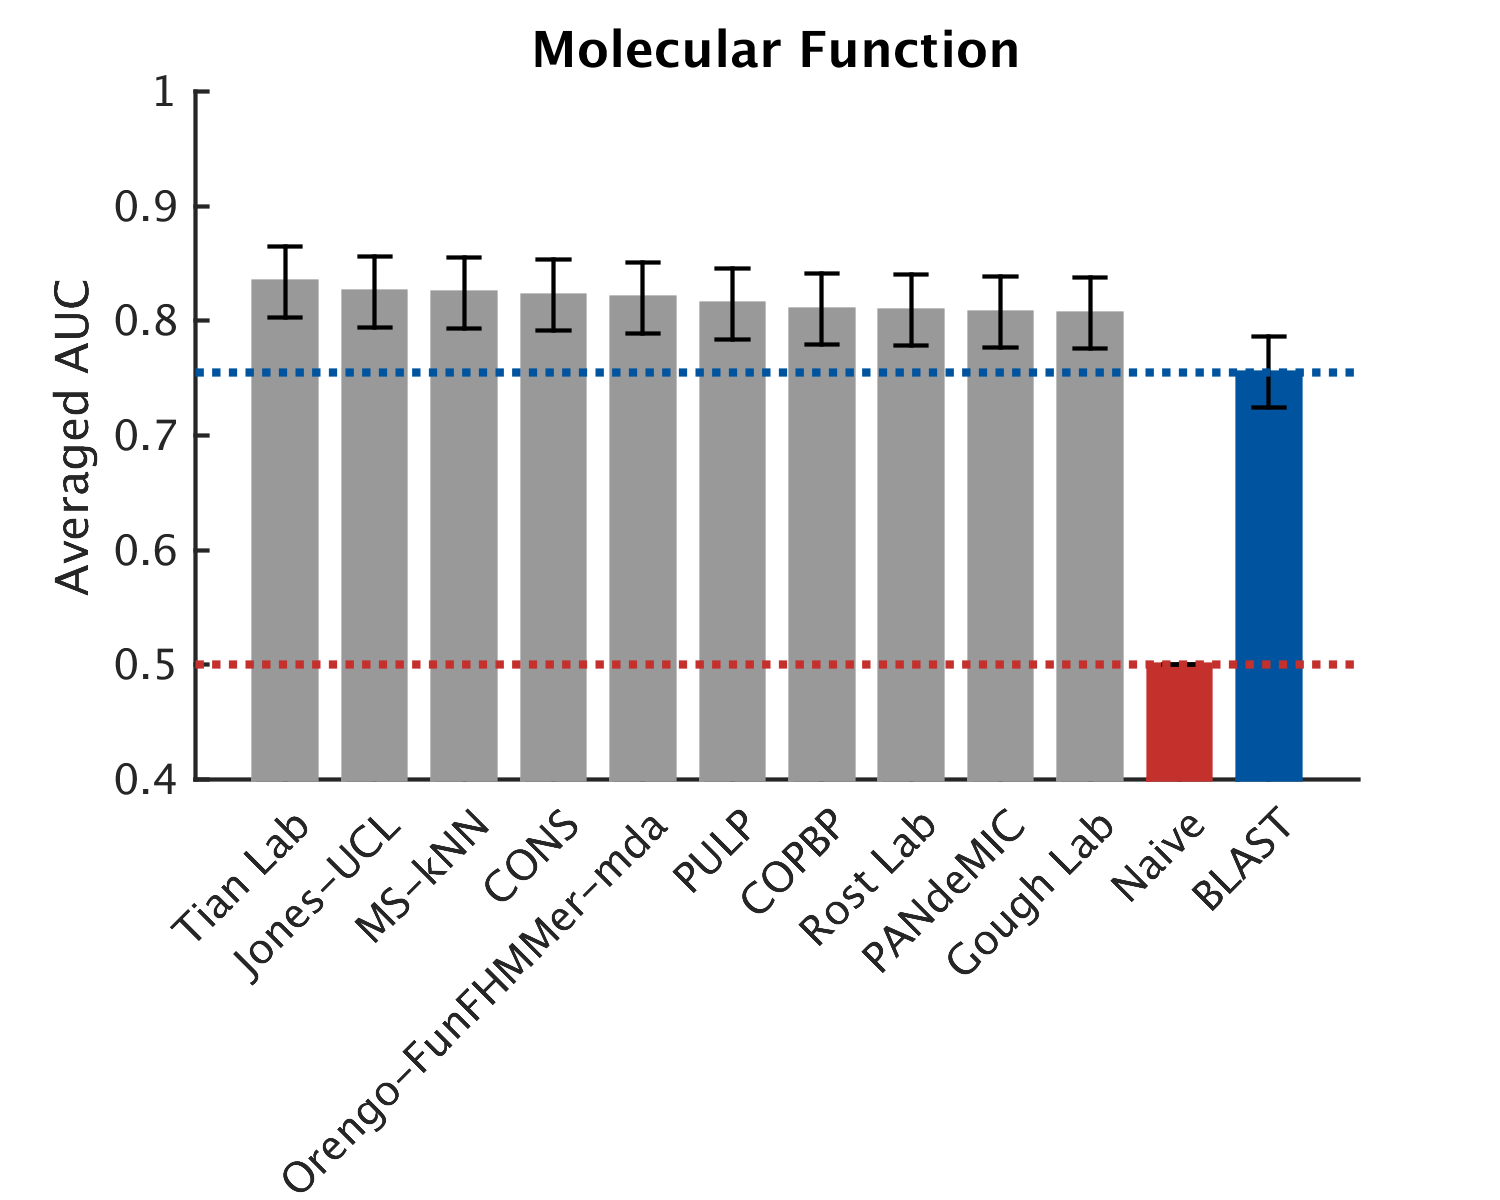 Molecular Function
Averaged AUC
1
0.9
0.8
0.7
0.6
0.5
0.4
Tian Lab
Jones-UCL
MS-kNN
CONS
Orengo-FunFHMMer-mda
PULP
COPBP
Rost Lab
PANdeMIC
Gough Lab
Naive
BLAST